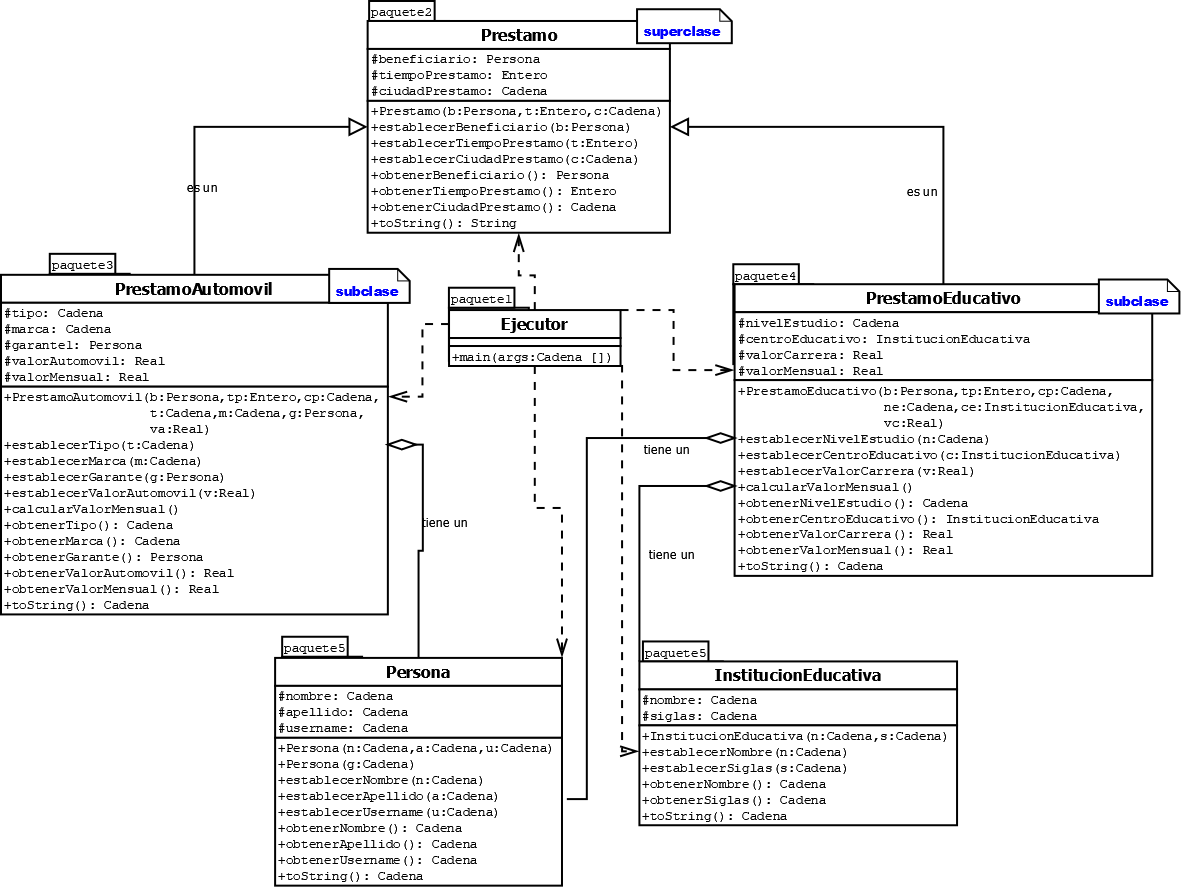 paquete2
Prestamo
superclase
#beneficiario: Persona
#tiempoPrestamo: Entero
#ciudadPrestamo: Cadena
+Prestamo(b:Persona,t:Entero,c:Cadena)
+establecerBeneficiario(b:Persona)
+establecerTiempoPrestamo(t:Entero)
+establecerCiudadPrestamo(c:Cadena)
+obtenerBeneficiario(): Persona
+obtenerTiempoPrestamo(): Entero
+obtenerCiudadPrestamo(): Cadena
+toString(): String
es un
es un
paquete3
PrestamoAutomovil
subclase
#tipo: Cadena
#marca: Cadena
#garante1: Persona
#valorAutomovil: Real
#valorMensual: Real
+PrestamoAutomovil(b:Persona,tp:Entero,cp:Cadena,
t:Cadena,m:Cadena,g:Persona,
va:Real)
+establecerTipo(t:Cadena)
+establecerMarca(m:Cadena)
+establecerGarante(g:Persona)
+establecerValorAutomovil(v:Real)
+calcularValorMensual()
+obtenerTipo(): Cadena
+obtenerMarca(): Cadena
+obtenerGarante(): Persona
+obtenerValorAutomovil(): Real
+obtenerValorMensual(): Real
+toString(): Cadena
paquete1
Ejecutor
+main(args:Cadena [])
paquete4
PrestamoEducativo
subclase
#nivelEstudio: Cadena
#centroEducativo: InstitucionEducativa
#valorCarrera: Real
#valorMensual: Real
+PrestamoEducativo(b:Persona,tp:Entero,cp:Cadena,
ne:Cadena,ce:InstitucionEducativa,
vc:Real)
+establecerNivelEstudio(n:Cadena)
+establecerCentroEducativo(c:InstitucionEducativa)
+establecerValorCarrera(v:Real)
+calcularValorMensual()
+obtenerNivelEstudio(): Cadena
+obtenerCentroEducativo(): InstitucionEducativa
+obtenerValorCarrera(): Real
+obtenerValorMensual(): Real
+toString(): Cadena
tiene un
tiene un
tiene un
paquete5
Persona
#nombre: Cadena
#apellido: Cadena
#username: Cadena
+Persona(n:Cadena,a:Cadena,u:Cadena)
+Persona(g:Cadena)
+establecerNombre(n:Cadena)
+establecerApellido(a:Cadena)
+establecerUsername(u:Cadena)
+obtenerNombre(): Cadena
+obtenerApellido(): Cadena
+obtenerUsername(): Cadena
+toString(): Cadena
paquete5
InstitucionEducativa
#nombre: Cadena
#siglas: Cadena
+InstitucionEducativa(n:Cadena,s:Cadena)
+establecerNombre(n:Cadena)
+establecerSiglas(s:Cadena)
+obtenerNombre(): Cadena
+obtenerSiglas(): Cadena
+toString(): Cadena